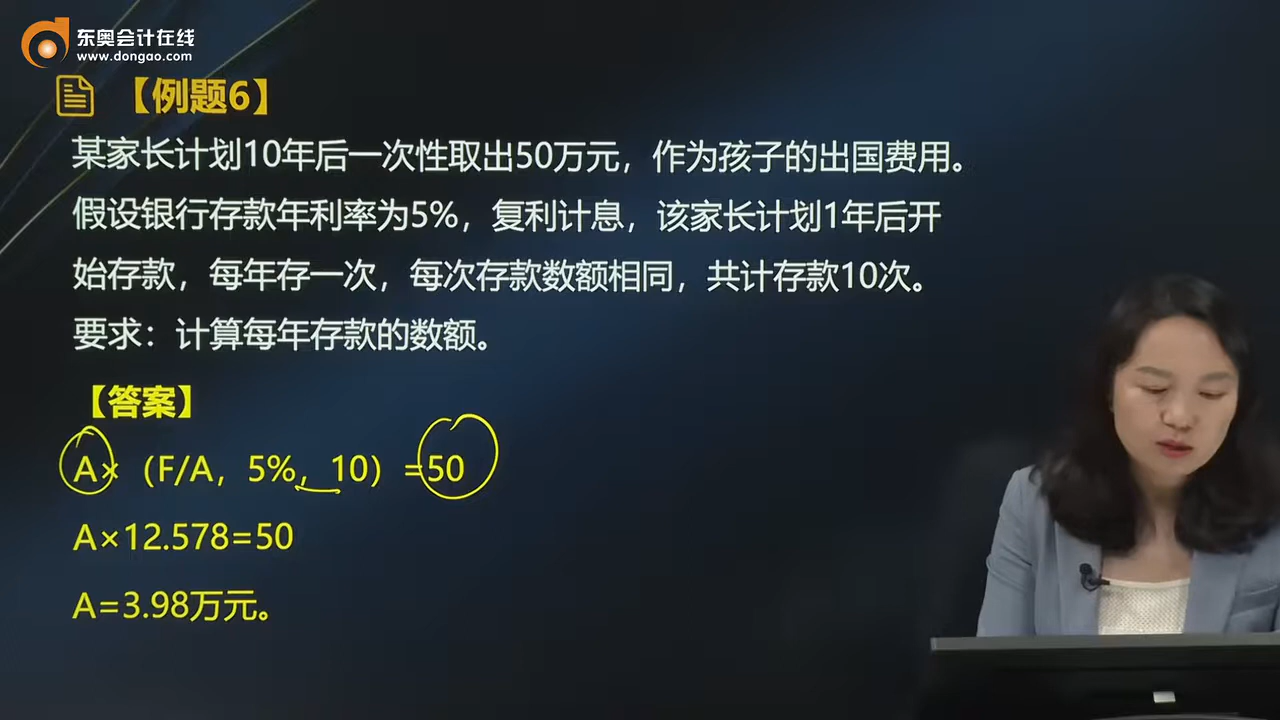 东奥会计在线
www.dongao.com
【例题6】
某家长计划10年后一次性取出50万元，作为孩子的出国费用。
假设银行存款年利率为5%，复利计息，该家长计划1年后开
始存款，每年存一次，每次存款数额相同，共计存款10次。
要求：计算每年存款的数额。
【答案】
A×（F/A，5%，10）=50
A×12.578=50
A=3.98万元。